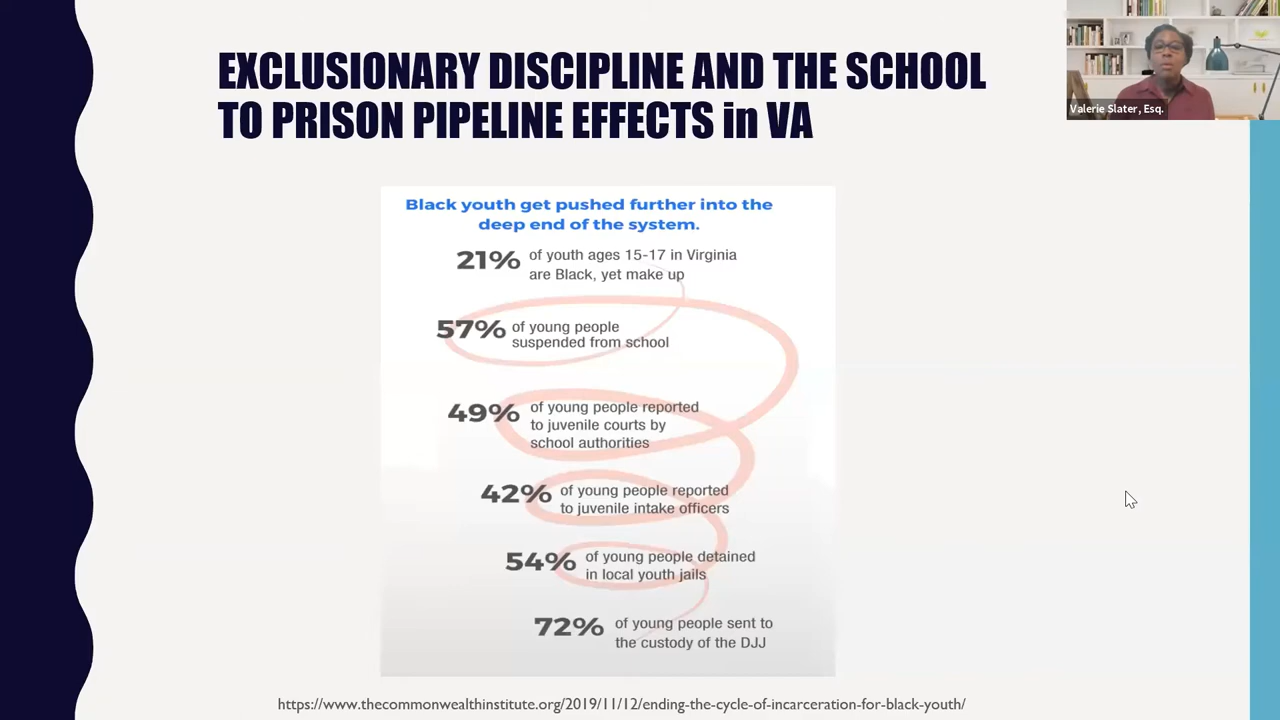 EXCLUSIONARY DISCIPLINE AND THE SCHOOL
TO PRISON PIPELINE EFFECTS in VA
Valerie Slater, Esq.
Black youth get pushed further into the
deep end of the system.
21% of youth ages 15-17 in Virginia
are Black, yet make up
57% of young people
suspended from school
49% of young people reported
to juvenile courts by
school authorities
42% of young people reported
to juvenile intake officers
54% of young people detained
in local youth jails
72% of young people sent to
the custody of the DJJ
https://www.thecommonwealthinstitute.org/2019/11/12/ending-the-cycle-of-incarceration-for-black-youth/